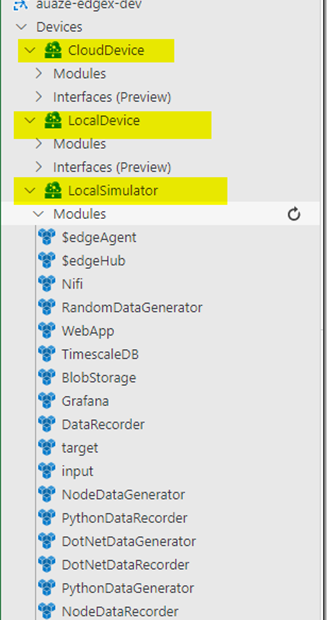 auaze-edgex-dev
Devices
CloudDevice
Modules
Interfaces (Preview)
LocalDevice
Modules
Interfaces (Preview)
LocalSimulator
Modules
$edgeAgent
$edgeHub
Nifi
RandomDataGenerator
WebApp
TimescaleDB
BlobStorage
Grafana
DataRecorder
target
input
NodeDataGenerator
PythonDataRecorder
DotNetDataGenerator
DotNetDataRecorder
PythonDataGenerator
NodeDataRecorder